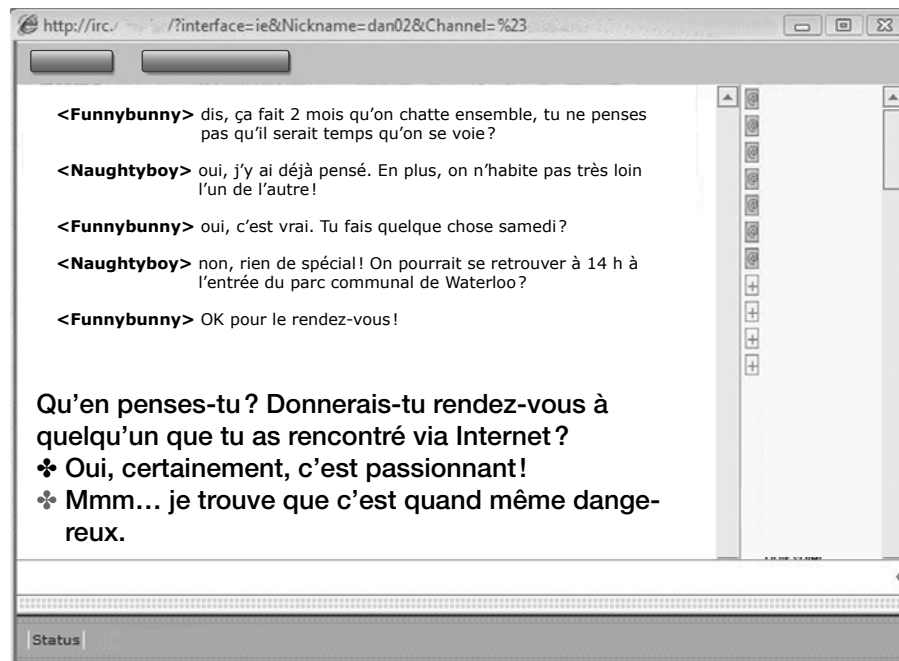 http://irc. /?interface=ie&Nickname=dan02&Channel=%23
<Funnybunny> dis, ça fait 2 mois qu'on chatte ensemble, tu ne penses
pas qu'il serait temps qu'on se voie ?
<Naughtyboy> oui, j'y ai déjà pensé. En plus, on n'habite pas très loin
l'un de l'autre !
<Funnybunny> oui, c'est vrai. Tu fais quelque chose samedi ?
<Naughtyboy> non, rien de spécial ! On pourrait se retrouver à 14 h à
l'entrée du parc communal de Waterloo ?
<Funnybunny> OK pour le rendez-vous !
Qu'en penses-tu ? Donnerais-tu rendez-vous à
quelqu'un que tu as rencontré via Internet ?
✤ Oui, certainement, c'est passionnant !
✤ Mmm… je trouve que c'est quand même dange-
reux.
Status